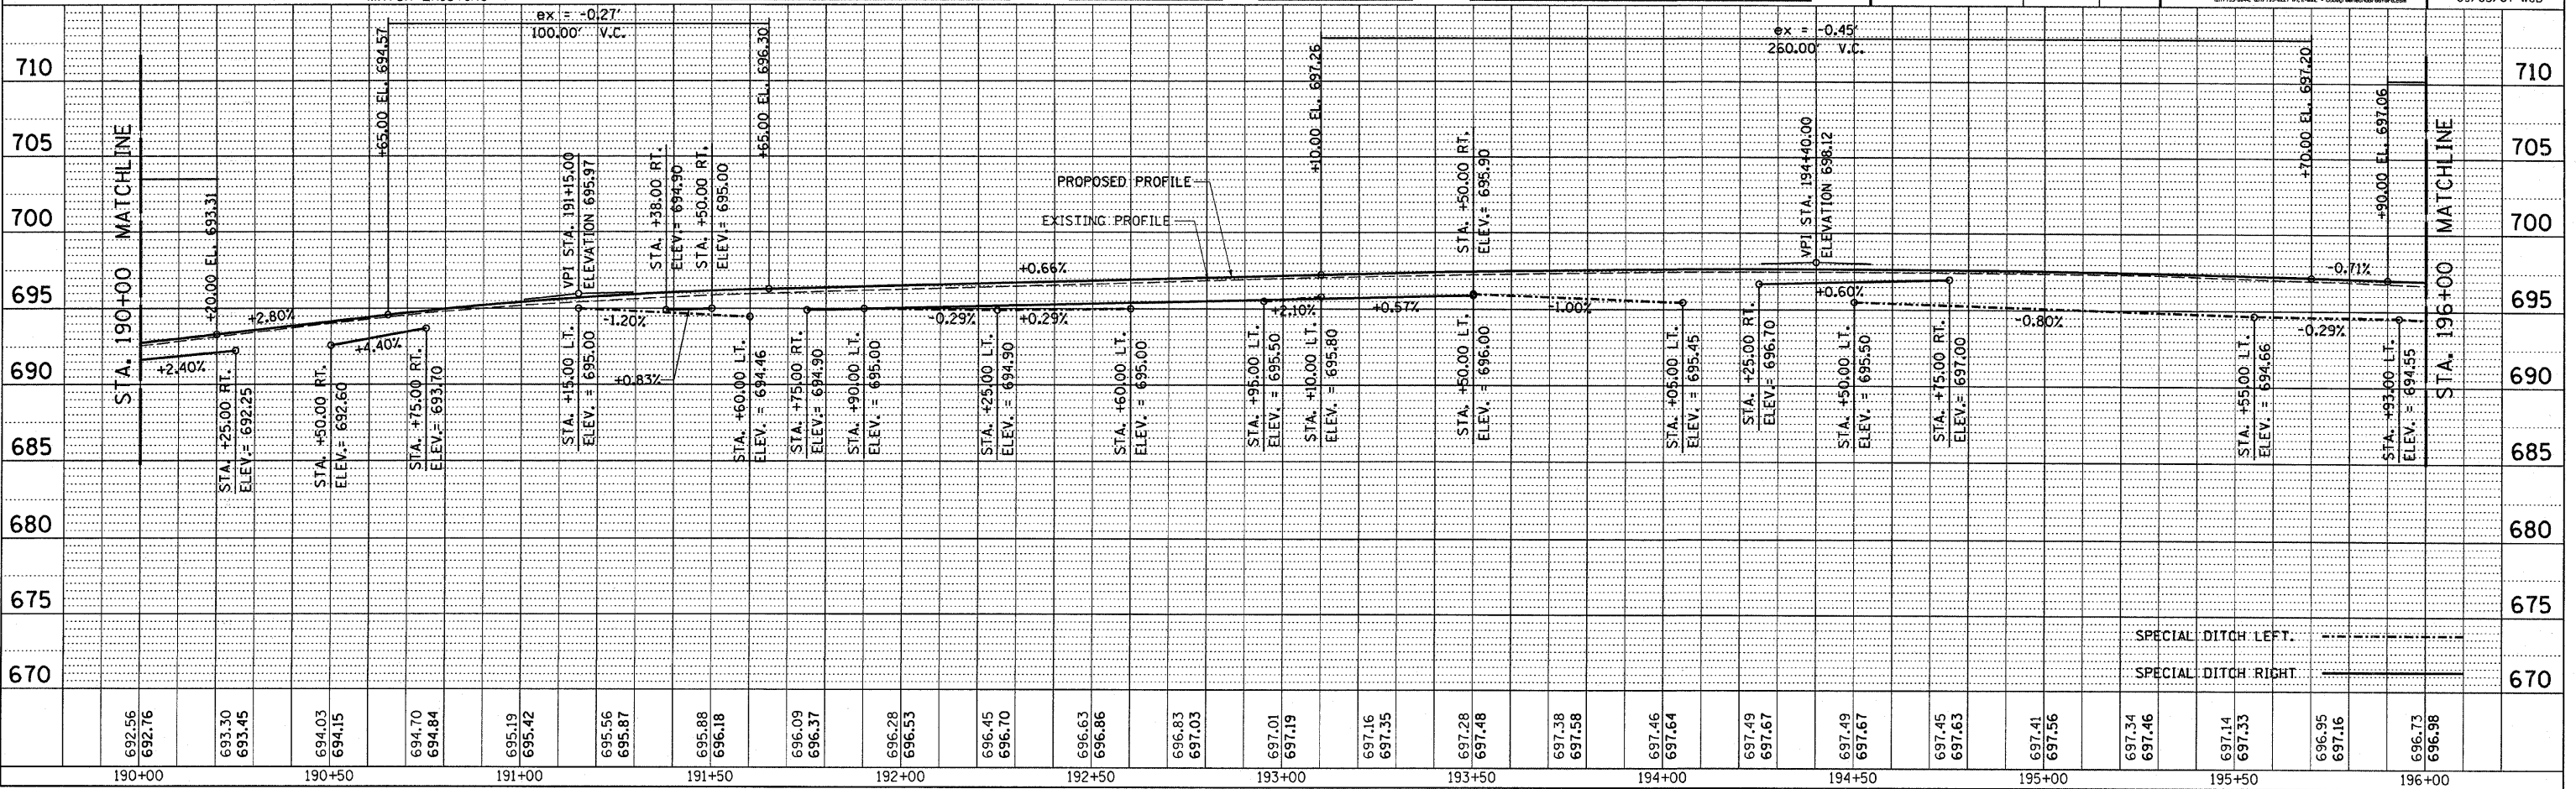 ex = -0.27'
100.00' V.C.
ex = -0.45'
260.00' V.C.
+65.00 EL. 694.57
+65.00 EL. 696.30
+10.00 EL. 697.26
+70.00 EL. 697.20
+90.00 EL. 697.06
+20.00 EL. 693.31
710
705
700
695
690
685
680
675
670
710
705
700
695
690
685
680
675
670
STA. 190+00 MATCHLINE
STA. 196+00 MATCHLINE
VPI STA. 191+15.00
ELEVATION 695.97
STA. +38.00 RT.
ELEV.= 694.90
STA. +50.00 RT.
ELEV.= 695.00
PROPOSED PROFILE
EXISTING PROFILE
STA. +50.00 RT.
ELEV.= 695.90
VPI STA. 194+40.00
ELEVATION 698.12
+2.80%
+0.66%
-0.71%
+2.40%
+4.40%
-1.20%
+0.83%
-0.29%
+0.29%
+2.10%
+0.57%
-1.00%
+0.60%
-0.80%
-0.29%
STA. +25.00 RT.
ELEV.= 692.25
STA. +50.00 RT.
ELEV.= 692.60
STA. +75.00 RT.
ELEV.= 693.70
STA. +15.00 LT.
ELEV. = 695.00
STA. +60.00 LT.
ELEV. = 694.46
STA. +75.00 RT.
ELEV.= 694.90
STA. +90.00 LT.
ELEV. = 695.00
STA. +25.00 LT.
ELEV. = 694.90
STA. +60.00 LT.
ELEV. = 695.00
STA. +95.00 LT.
ELEV. = 695.50
STA. +10.00 LT.
ELEV. = 695.80
STA. +50.00 LT.
ELEV. = 696.00
STA. +05.00 LT.
ELEV. = 695.45
STA. +25.00 RT.
ELEV.= 696.70
STA. +50.00 LT.
ELEV. = 695.50
STA. +75.00 RT.
ELEV.= 697.00
STA. +55.00 LT.
ELEV. = 694.66
STA. +93.00 LT.
ELEV. = 694.55
SPECIAL DITCH LEFT.
SPECIAL DITCH RIGHT
692.56
692.76
693.30
693.45
694.03
694.15
694.70
694.84
695.19
695.42
695.56
695.87
695.88
696.18
696.09
696.37
696.28
696.53
696.45
696.70
696.63
696.86
696.83
697.03
697.01
697.19
697.16
697.35
697.28
697.48
697.38
697.58
697.46
697.64
697.49
697.67
697.49
697.67
697.45
697.63
697.41
697.56
697.34
697.46
697.14
697.33
696.95
697.16
696.73
696.98
190+00
190+50
191+00
191+50
192+00
192+50
193+00
193+50
194+00
194+50
195+00
195+50
196+00